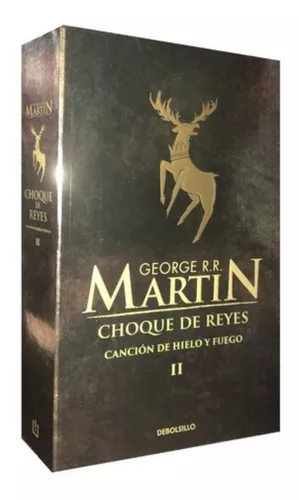 MARTIN
CHOQUE
DE
REYES
II
GEORGE R.R.
MARTIN
CHOQUE DE REYES
CANCIÓN DE HIELO Y FUEGO
II
DEBOLSILLO